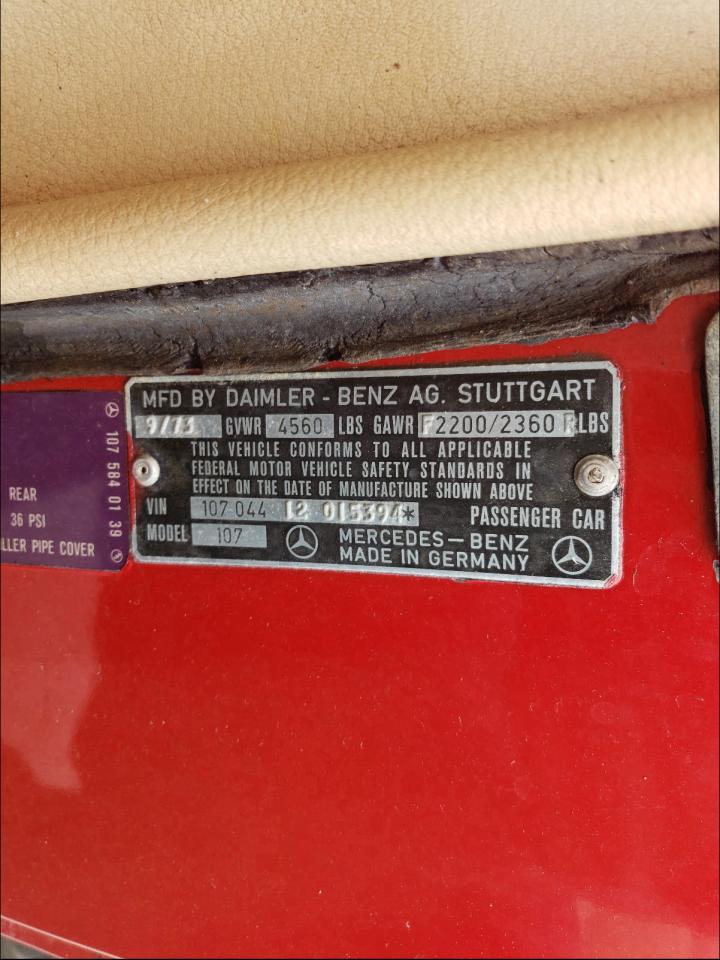 MFD BY DAIMLER - BENZ AG. STUTTGART
9/73 GVWR 4560 LBS GAWR F2200/2360 R LBS
THIS VEHICLE CONFORMS TO ALL APPLICABLE
FEDERAL MOTOR VEHICLE SAFETY STANDARDS IN
EFFECT ON THE DATE OF MANUFACTURE SHOWN ABOVE
VIN 107 044 12 015394* PASSENGER CAR
MODEL 107 MERCEDES-BENZ
MADE IN GERMANY
107 584 01 39
REAR
36 PSI
PIPE COVER